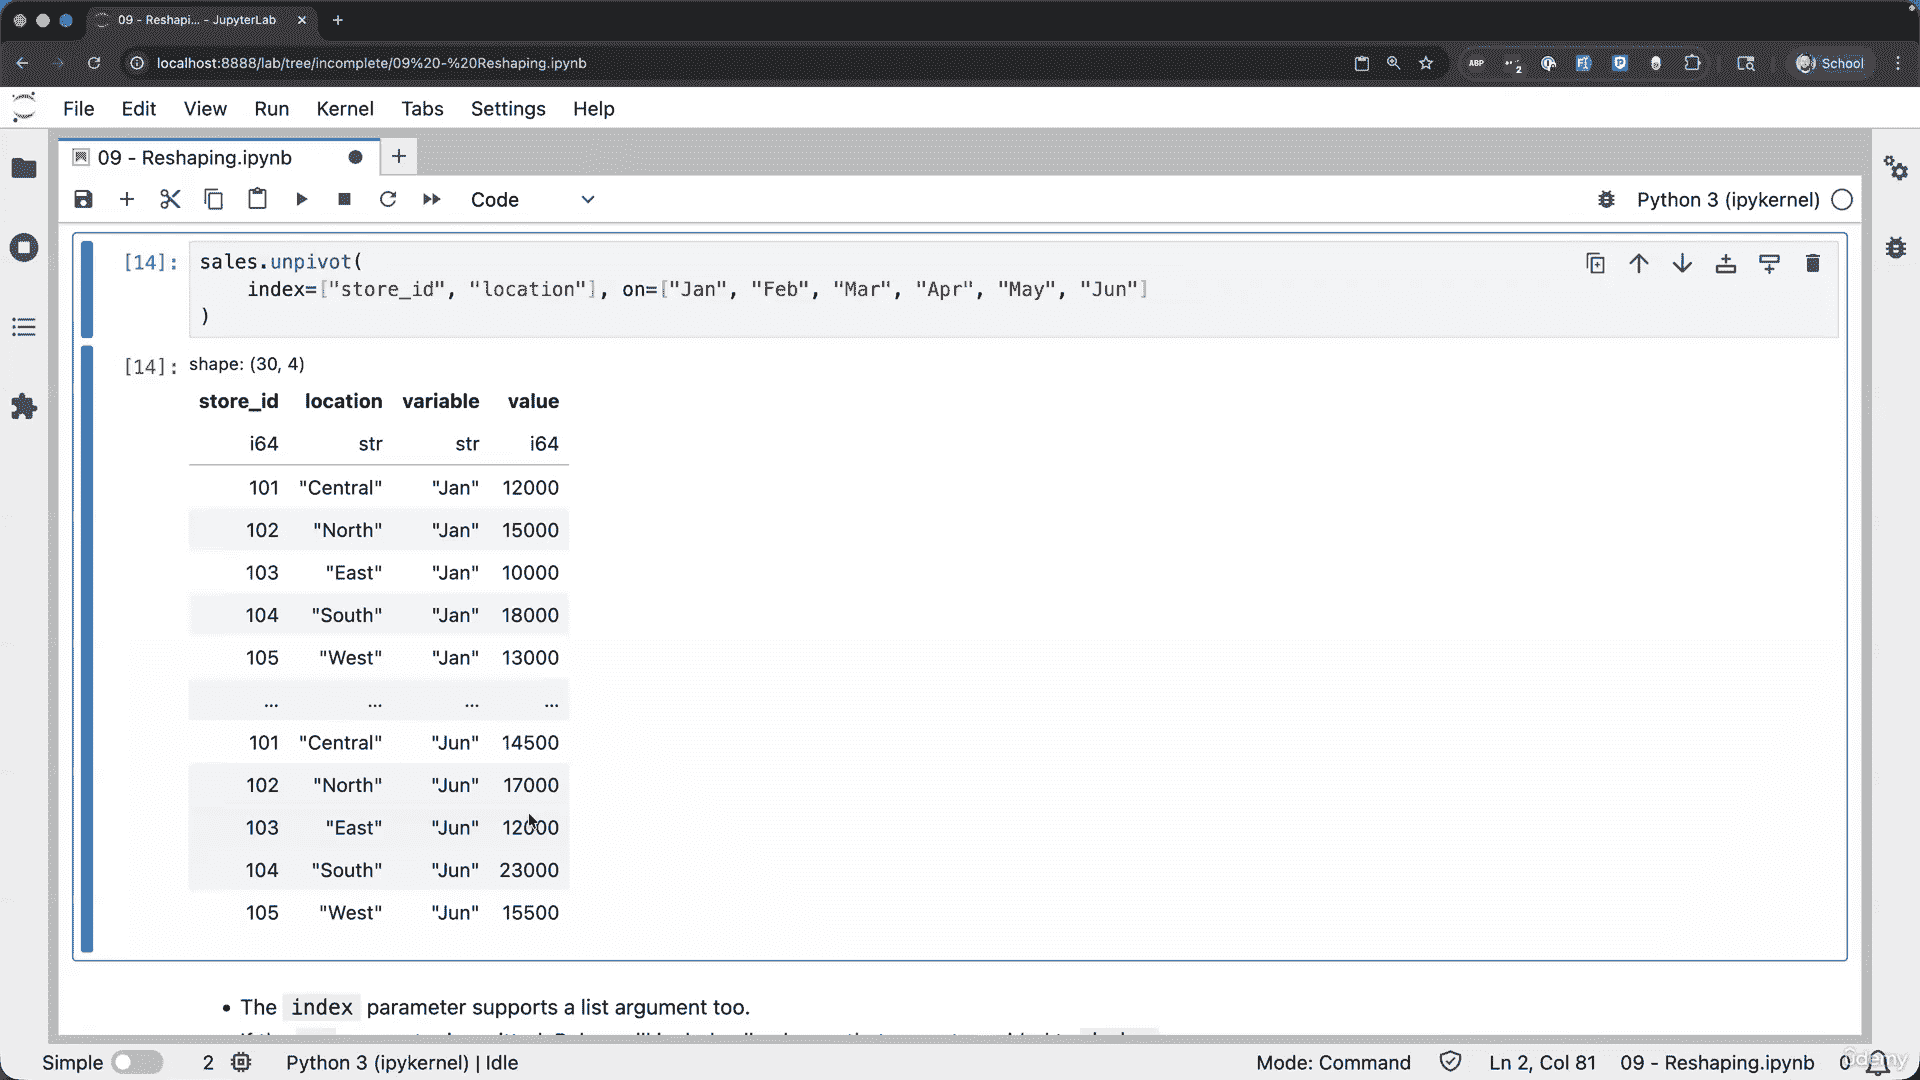 09 - Reshapi... - JupyterLab
localhost:8888/lab/tree/incomplete/09%20-%20Reshaping.ipynb
ABP
2
School
File Edit View Run Kernel Tabs Settings Help
09 - Reshaping.ipynb
Code
Python 3 (ipykernel)
[14]:
sales.unpivot(
index=["store_id", "location"], on=["Jan", "Feb", "Mar", "Apr", "May", "Jun"]
)
[14]:
shape: (30, 4)
store_id location variable value
i64 str str i64
101 "Central" "Jan" 12000
102 "North" "Jan" 15000
103 "East" "Jan" 10000
104 "South" "Jan" 18000
105 "West" "Jan" 13000
... ... ... ...
101 "Central" "Jun" 14500
102 "North" "Jun" 17000
103 "East" "Jun" 12000
104 "South" "Jun" 23000
105 "West" "Jun" 15500
• The index parameter supports a list argument too.
Simple 2 Python 3 (ipykernel) | Idle Mode: Command Ln 2, Col 81 09 - Reshaping.ipynb 0
Udemy